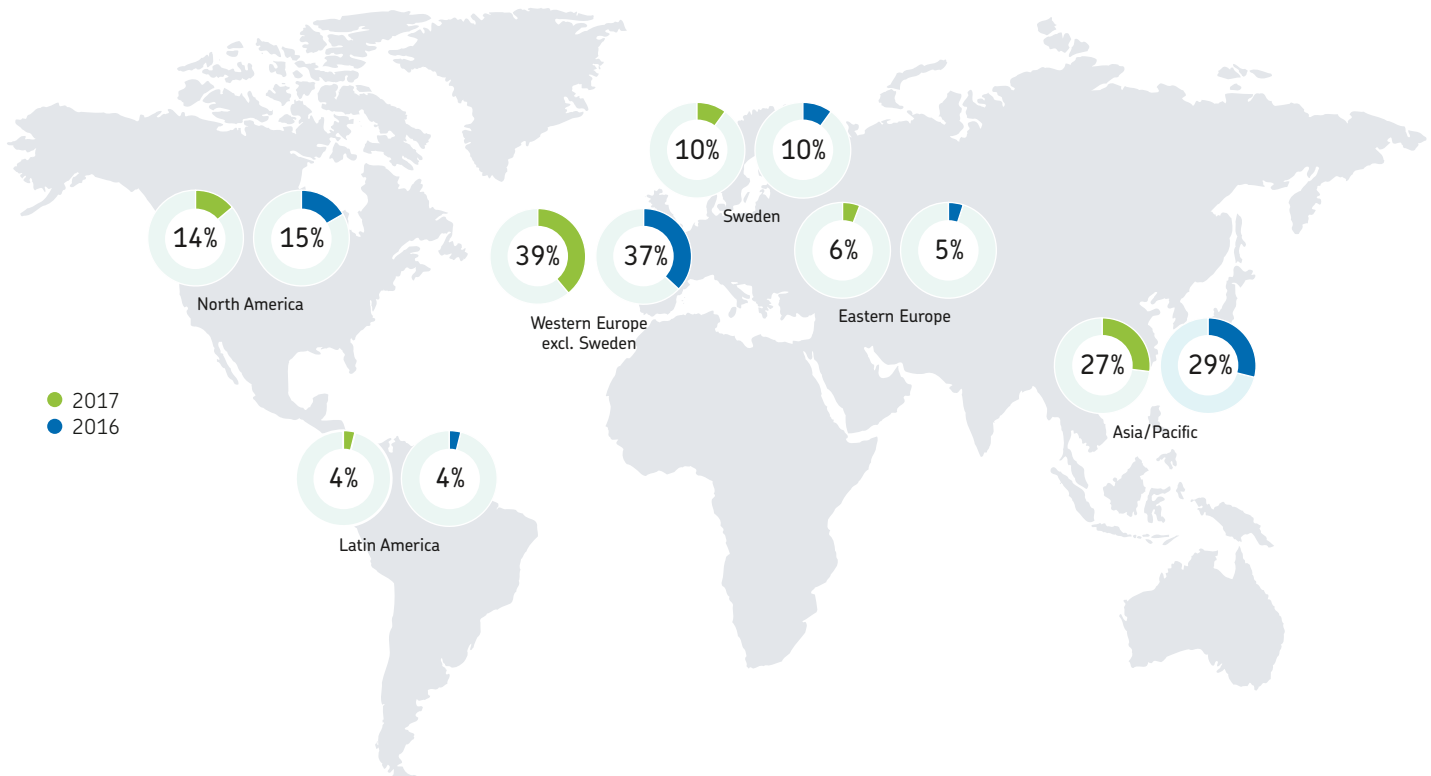 10% 10%
Sweden
14% 15%
North America
39% 37%
Western Europe
excl. Sweden
6% 5%
Eastern Europe
27% 29%
Asia/Pacific
2017
2016
4% 4%
Latin America